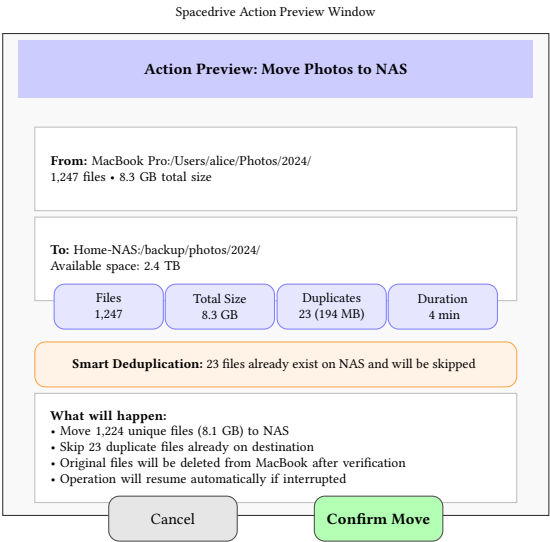 Spacedrive Action Preview Window
Action Preview: Move Photos to NAS
From: MacBook Pro:/Users/alice/Photos/2024/
1,247 files • 8.3 GB total size
To: Home-NAS:/backup/photos/2024/
Available space: 2.4 TB
Files
1,247
Total Size
8.3 GB
Duplicates
23 (194 MB)
Duration
4 min
Smart Deduplication: 23 files already exist on NAS and will be skipped
What will happen:
• Move 1,224 unique files (8.1 GB) to NAS
• Skip 23 duplicate files already on destination
• Original files will be deleted from MacBook after verification
• Operation will resume automatically if interrupted
Cancel
Confirm Move